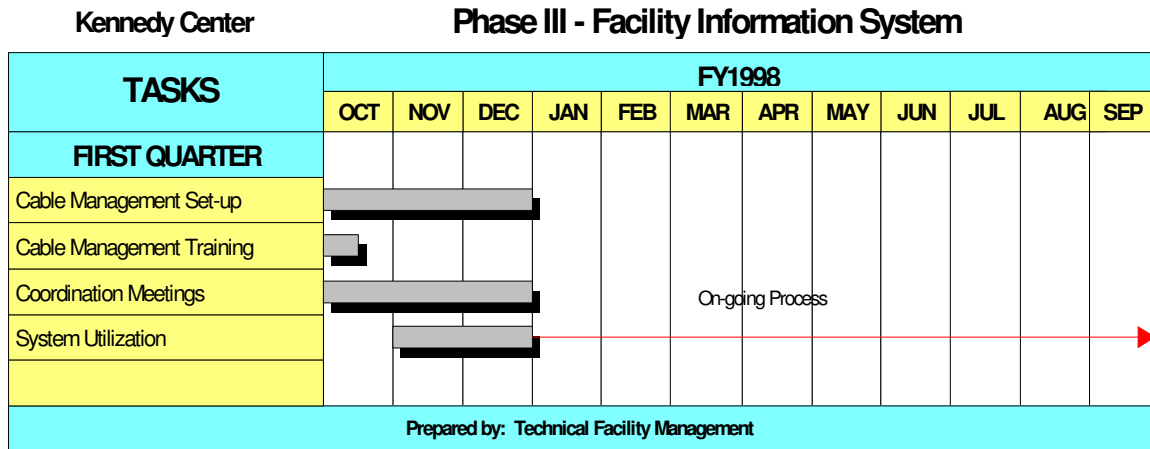 Kennedy Center
Phase III - Facility Information System
TASKS
FY1998
OCT NOV DEC JAN FEB MAR APR MAY JUN JUL AUG SEP
FIRST QUARTER
Cable Management Set-up
Cable Management Training
Coordination Meetings
On-going Process
System Utilization
Prepared by: Technical Facility Management